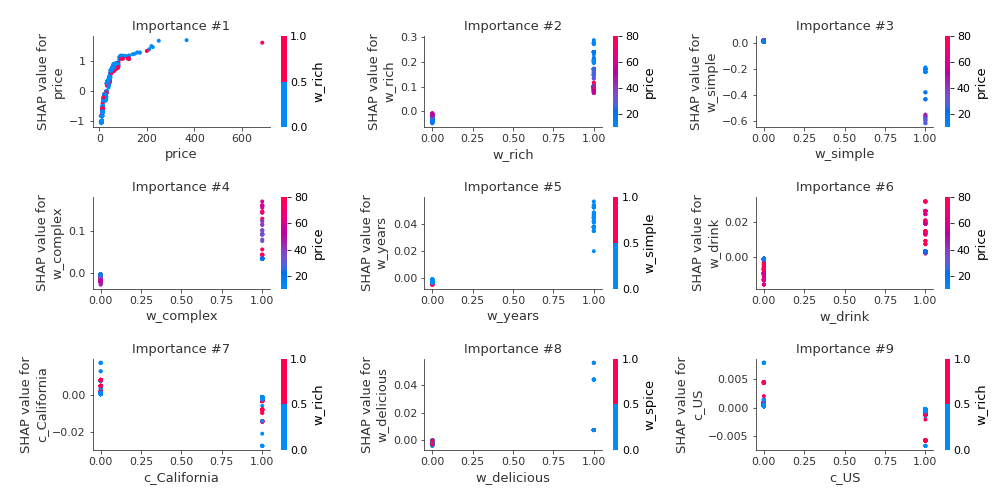 Importance #1
SHAP value for
price
1
0
−1
0
200
400
600
price
1.0
0.5
0.0
w_rich
Importance #2
SHAP value for
w_rich
0.3
0.2
0.1
0.0
0.00
0.25
0.50
0.75
1.00
w_rich
80
60
40
20
price
Importance #3
SHAP value for
w_simple
0.0
−0.2
−0.4
−0.6
0.00
0.25
0.50
0.75
1.00
w_simple
80
60
40
20
price
Importance #4
SHAP value for
w_complex
0.1
0.0
0.00
0.25
0.50
0.75
1.00
w_complex
80
60
40
20
price
Importance #5
SHAP value for
w_years
0.04
0.02
0.00
0.00
0.25
0.50
0.75
1.00
w_years
1.0
0.5
0.0
w_simple
Importance #6
SHAP value for
w_drink
0.02
0.00
0.00
0.25
0.50
0.75
1.00
w_drink
80
60
40
20
price
Importance #7
SHAP value for
c_California
0.00
−0.02
0.00
0.25
0.50
0.75
1.00
c_California
1.0
0.5
0.0
w_rich
Importance #8
SHAP value for
w_delicious
0.04
0.02
0.00
0.00
0.25
0.50
0.75
1.00
w_delicious
1.0
0.5
0.0
w_spice
Importance #9
SHAP value for
c_US
0.005
0.000
−0.005
0.00
0.25
0.50
0.75
1.00
c_US
1.0
0.5
0.0
w_rich